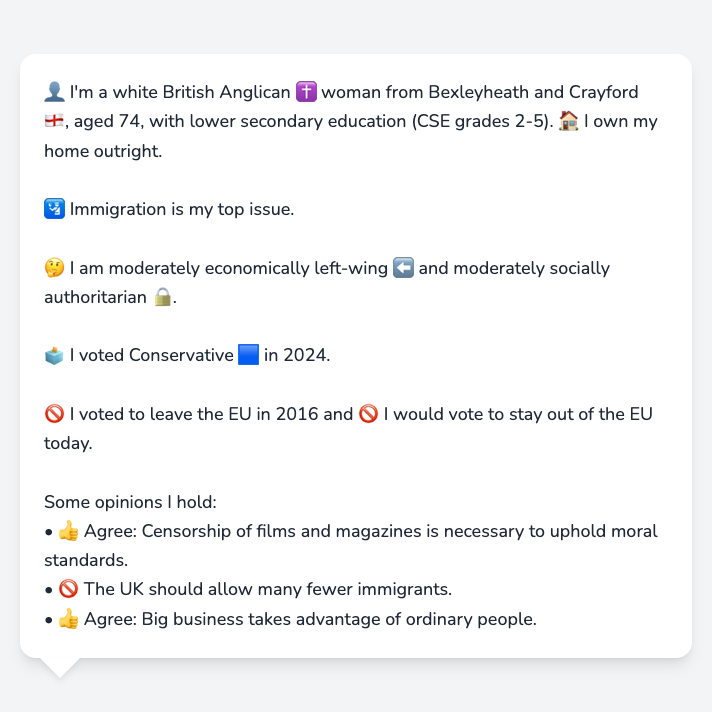 👤 I'm a white British Anglican ✝️ woman from Bexleyheath and Crayford
🏴󠁧󠁢󠁥󠁮󠁧󠁿, aged 74, with lower secondary education (CSE grades 2-5). 🏠 I own my
home outright.
🛂 Immigration is my top issue.
🤔 I am moderately economically left-wing ⬅️ and moderately socially
authoritarian 🔒.
🗳️ I voted Conservative 🟦 in 2024.
🚫 I voted to leave the EU in 2016 and 🚫 I would vote to stay out of the EU
today.
Some opinions I hold:
• 👍 Agree: Censorship of films and magazines is necessary to uphold moral
standards.
• 🚫 The UK should allow many fewer immigrants.
• 👍 Agree: Big business takes advantage of ordinary people.